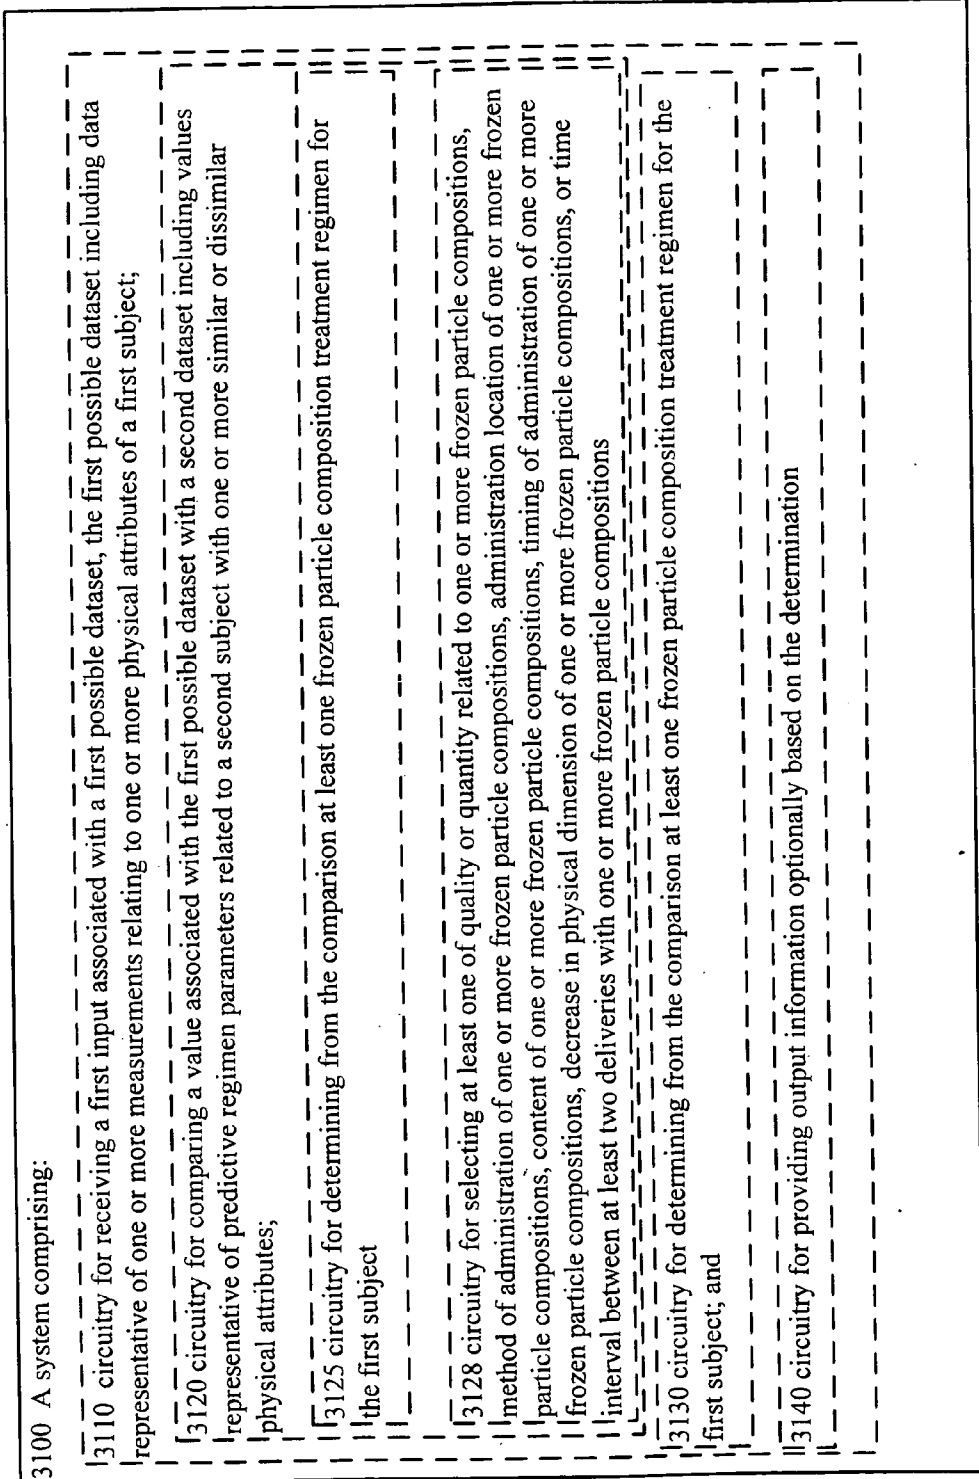 3100 A system comprising:
3110 circuitry for receiving a first input associated with a first possible dataset, the first possible dataset including data
representative of one or more measurements relating to one or more physical attributes of a first subject;
3120 circuitry for comparing a value associated with the first possible dataset with a second dataset including values
representative of predictive regimen parameters related to a second subject with one or more similar or dissimilar
physical attributes;
3125 circuitry for determining from the comparison at least one frozen particle composition treatment regimen for
the first subject
3128 circuitry for selecting at least one of quality or quantity related to one or more frozen particle compositions,
method of administration of one or more frozen particle compositions, administration location of one or more frozen
particle compositions, content of one or more frozen particle compositions, timing of administration of one or more
frozen particle compositions, decrease in physical dimension of one or more frozen particle compositions, or time
interval between at least two deliveries with one or more frozen particle compositions
3130 circuitry for determining from the comparison at least one frozen particle composition treatment regimen for the
first subject; and
3140 circuitry for providing output information optionally based on the determination